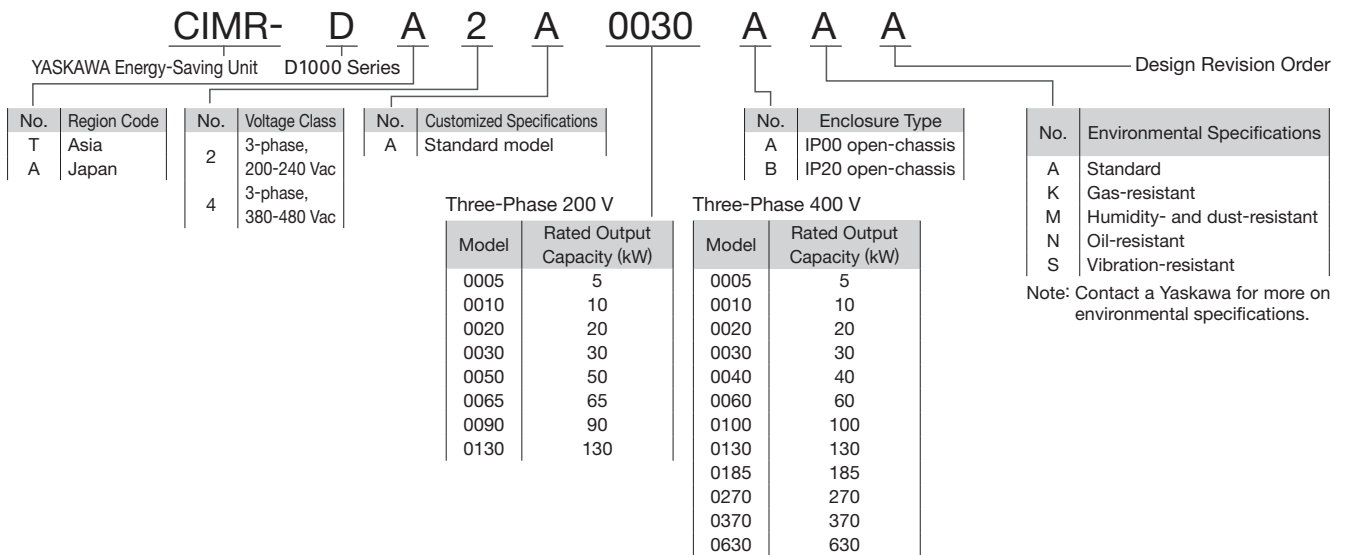 CIMR- D A 2 A 0030 A A A
YASKAWA Energy-Saving Unit D1000 Series
Design Revision Order
No. Region Code
T Asia
A Japan
No. Voltage Class
2 3-phase,
200-240 Vac
4 3-phase,
380-480 Vac
No. Customized Specifications
A Standard model
No. Enclosure Type
A IP00 open-chassis
B IP20 open-chassis
No. Environmental Specifications
A Standard
K Gas-resistant
M Humidity- and dust-resistant
N Oil-resistant
S Vibration-resistant
Note: Contact a Yaskawa for more on
environmental specifications.
Three-Phase 200 V
Model Rated Output
Capacity (kW)
0005 5
0010 10
0020 20
0030 30
0050 50
0065 65
0090 90
0130 130
Three-Phase 400 V
Model Rated Output
Capacity (kW)
0005 5
0010 10
0020 20
0030 30
0040 40
0060 60
0100 100
0130 130
0185 185
0270 270
0370 370
0630 630